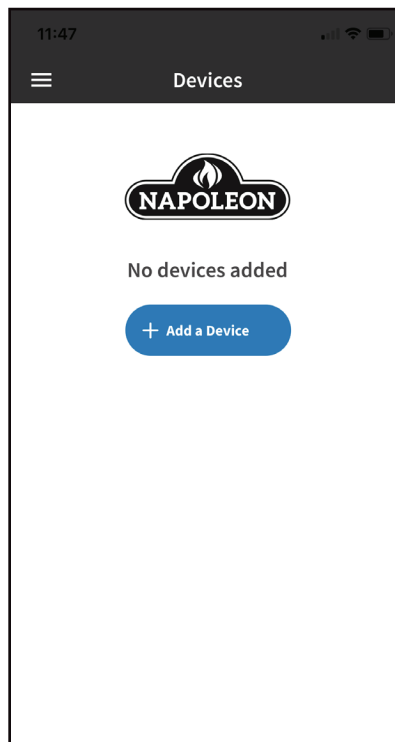 11:47
Devices
NAPOLEON
No devices added
+ Add a Device